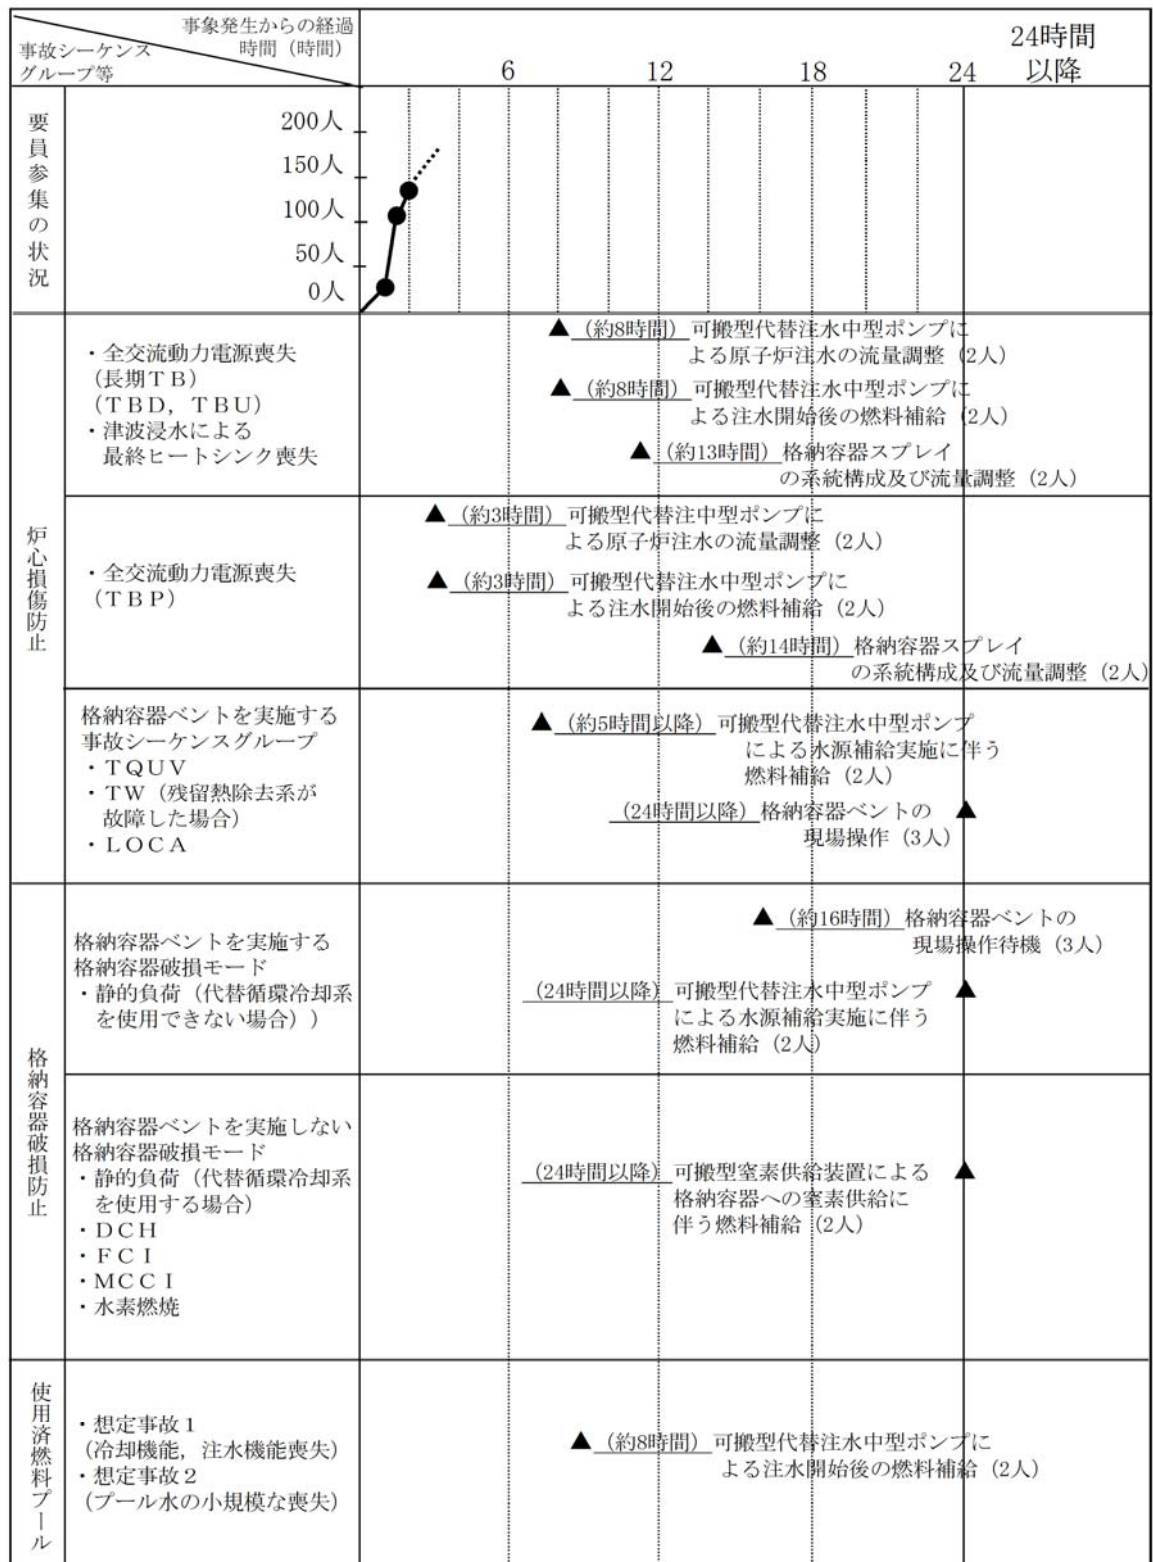 事象発生からの経過
時間（時間）
事故シーケンス
グループ等
6
12
18
24
24時間
以降
要員参集の状況
200人
150人
100人
50人
0人
炉心損傷防止
・全交流動力電源喪失
（長期ＴＢ）
（ＴＢＤ，ＴＢＵ）
・津波浸水による
最終ヒートシンク喪失
▲（約8時間）可搬型代替注水中型ポンプに
よる原子炉注水の流量調整（2人）
▲（約8時間）可搬型代替注水中型ポンプに
よる注水開始後の燃料補給（2人）
▲（約13時間）格納容器スプレイ
の系統構成及び流量調整（2人）
・全交流動力電源喪失
（ＴＢＰ）
▲（約3時間）可搬型代替注中型ポンプに
よる原子炉注水の流量調整（2人）
▲（約3時間）可搬型代替注水中型ポンプに
よる注水開始後の燃料補給（2人）
▲（約14時間）格納容器スプレイ
の系統構成及び流量調整（2人）
格納容器ベントを実施する
事故シーケンスグループ
・ＴＱＵＶ
・ＴＷ（残留熱除去系が
故障した場合）
・ＬＯＣＡ
▲（約5時間以降）可搬型代替注水中型ポンプ
による水源補給実施に伴う
燃料補給（2人）
（24時間以降）格納容器ベントの ▲
現場操作（3人）
格納容器破損防止
格納容器ベントを実施する
格納容器破損モード
・静的負荷（代替循環冷却系
を使用できない場合））
▲（約16時間）格納容器ベントの
現場操作待機（3人）
（24時間以降）可搬型代替注水中型ポンプ ▲
による水源補給実施に伴う
燃料補給（2人）
格納容器ベントを実施しない
格納容器破損モード
・静的負荷（代替循環冷却系
を使用する場合）
・ＤＣＨ
・ＦＣＩ
・ＭＣＣＩ
・水素燃焼
（24時間以降）可搬型窒素供給装置による ▲
格納容器への窒素供給に
伴う燃料補給（2人）
使用済燃料プール
・想定事故１
（冷却機能，注水機能喪失）
・想定事故２
（プール水の小規模な喪失）
▲（約8時間）可搬型代替注水中型ポンプに
よる注水開始後の燃料補給（2人）